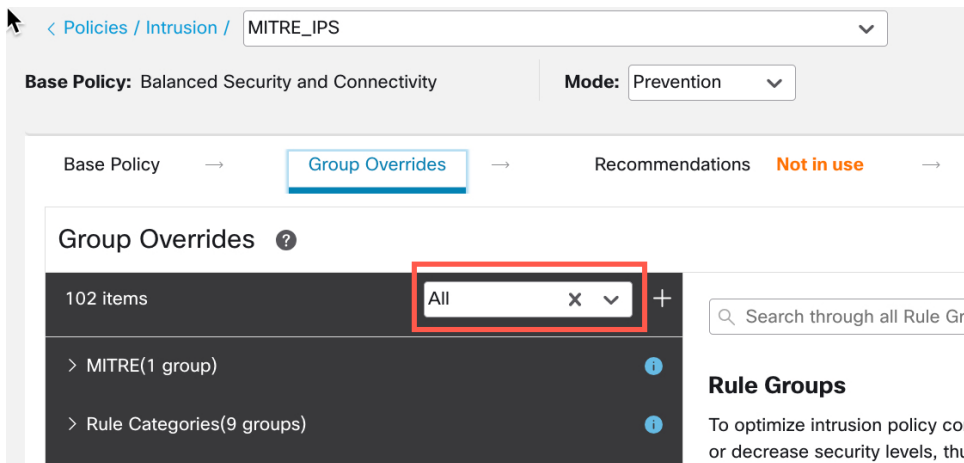 < Policies / Intrusion / MITRE_IPS
Base Policy: Balanced Security and Connectivity Mode: Prevention
Base Policy → Group Overrides → Recommendations Not in use →
Group Overrides ?
102 items All X +
> MITRE(1 group) i
Search through all Rule Gr
> Rule Categories(9 groups) i
Rule Groups
To optimize intrusion policy co
or decrease security levels, thu